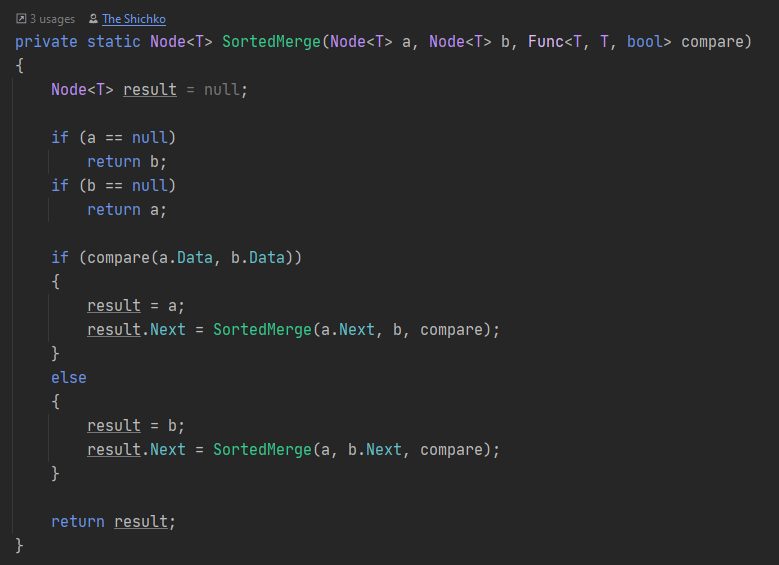 3 usages The Shichko
private static Node<T> SortedMerge(Node<T> a, Node<T> b, Func<T, T, bool> compare)
{
    Node<T> result = null;

    if (a == null)
        return b;
    if (b == null)
        return a;

    if (compare(a.Data, b.Data))
    {
        result = a;
        result.Next = SortedMerge(a.Next, b, compare);
    }
    else
    {
        result = b;
        result.Next = SortedMerge(a, b.Next, compare);
    }

    return result;
}